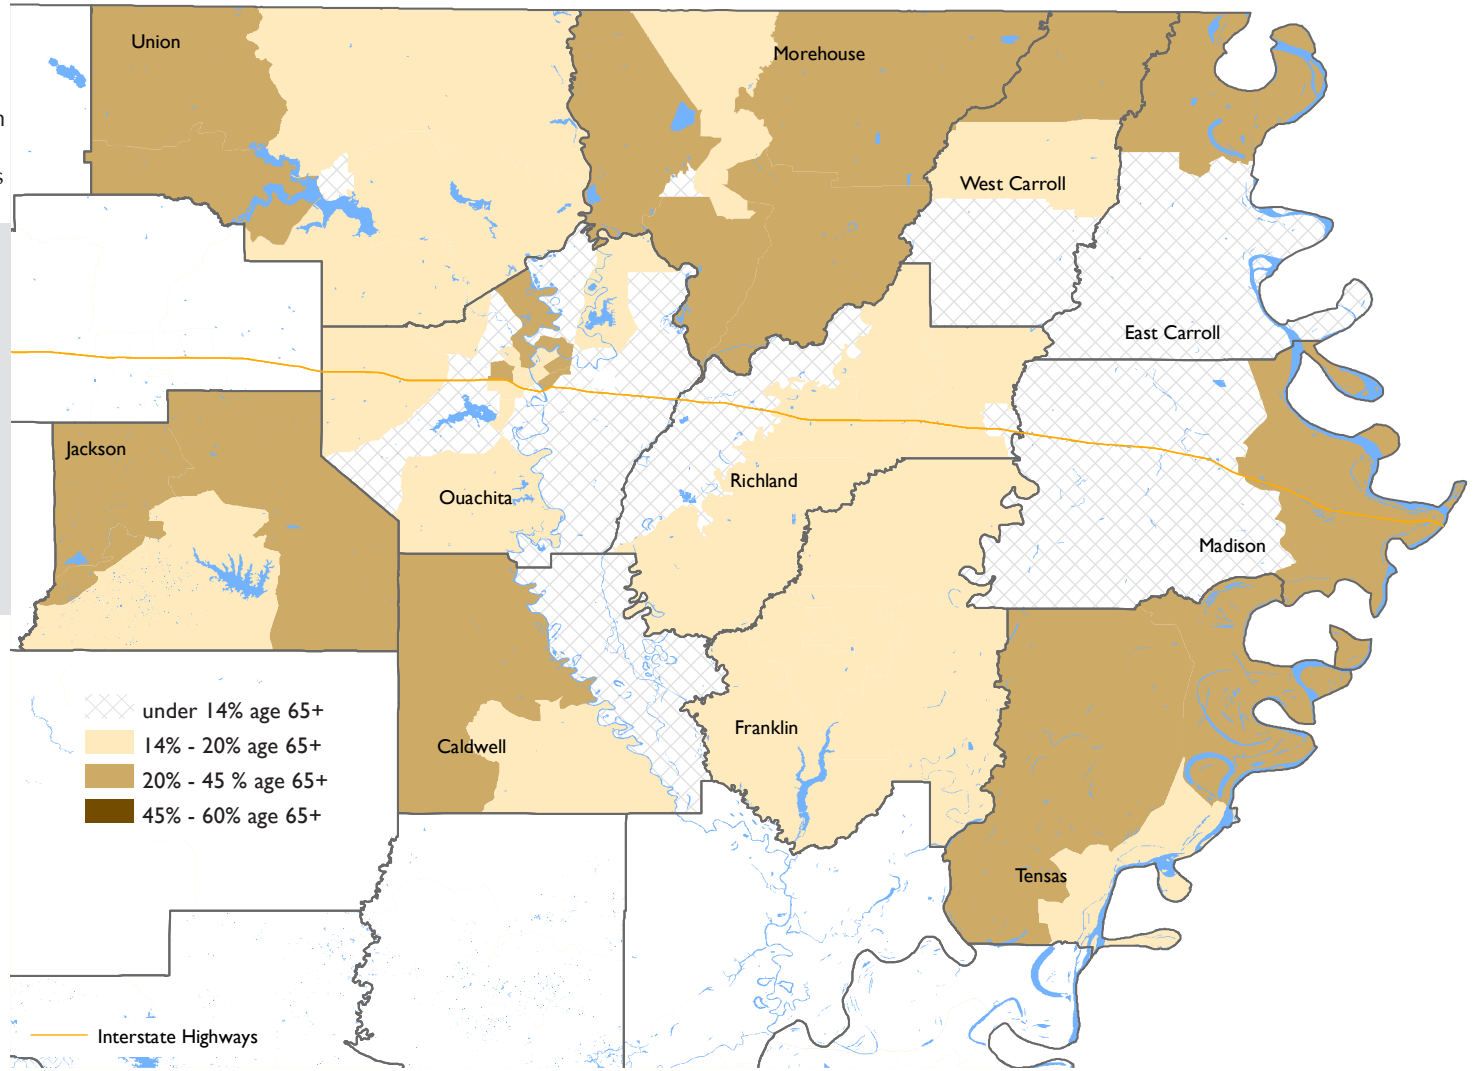 Union
Morehouse
n
s
West Carroll
East Carroll
Jackson
Richland
Ouachita
Madison
under 14% age 65+
14% - 20% age 65+
20% - 45 % age 65+
45% - 60% age 65+
Franklin
Caldwell
Tensas
Interstate Highways